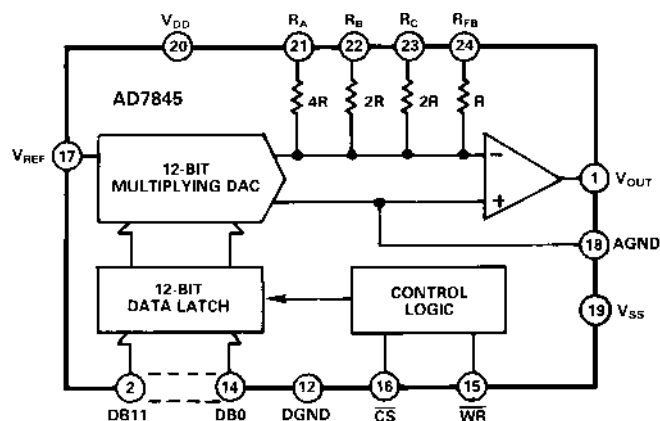 VDD RA RB RC RFB
20 21 22 23 24
AD7845 4R 2R 2R R
VREF 17 12-BIT
MULTIPLYING DAC
−
+
1 VOUT
18 AGND
12-BIT
DATA LATCH
CONTROL
LOGIC
19 VSS
2 14 12 16 15
DB11 DB0 DGND CS WR